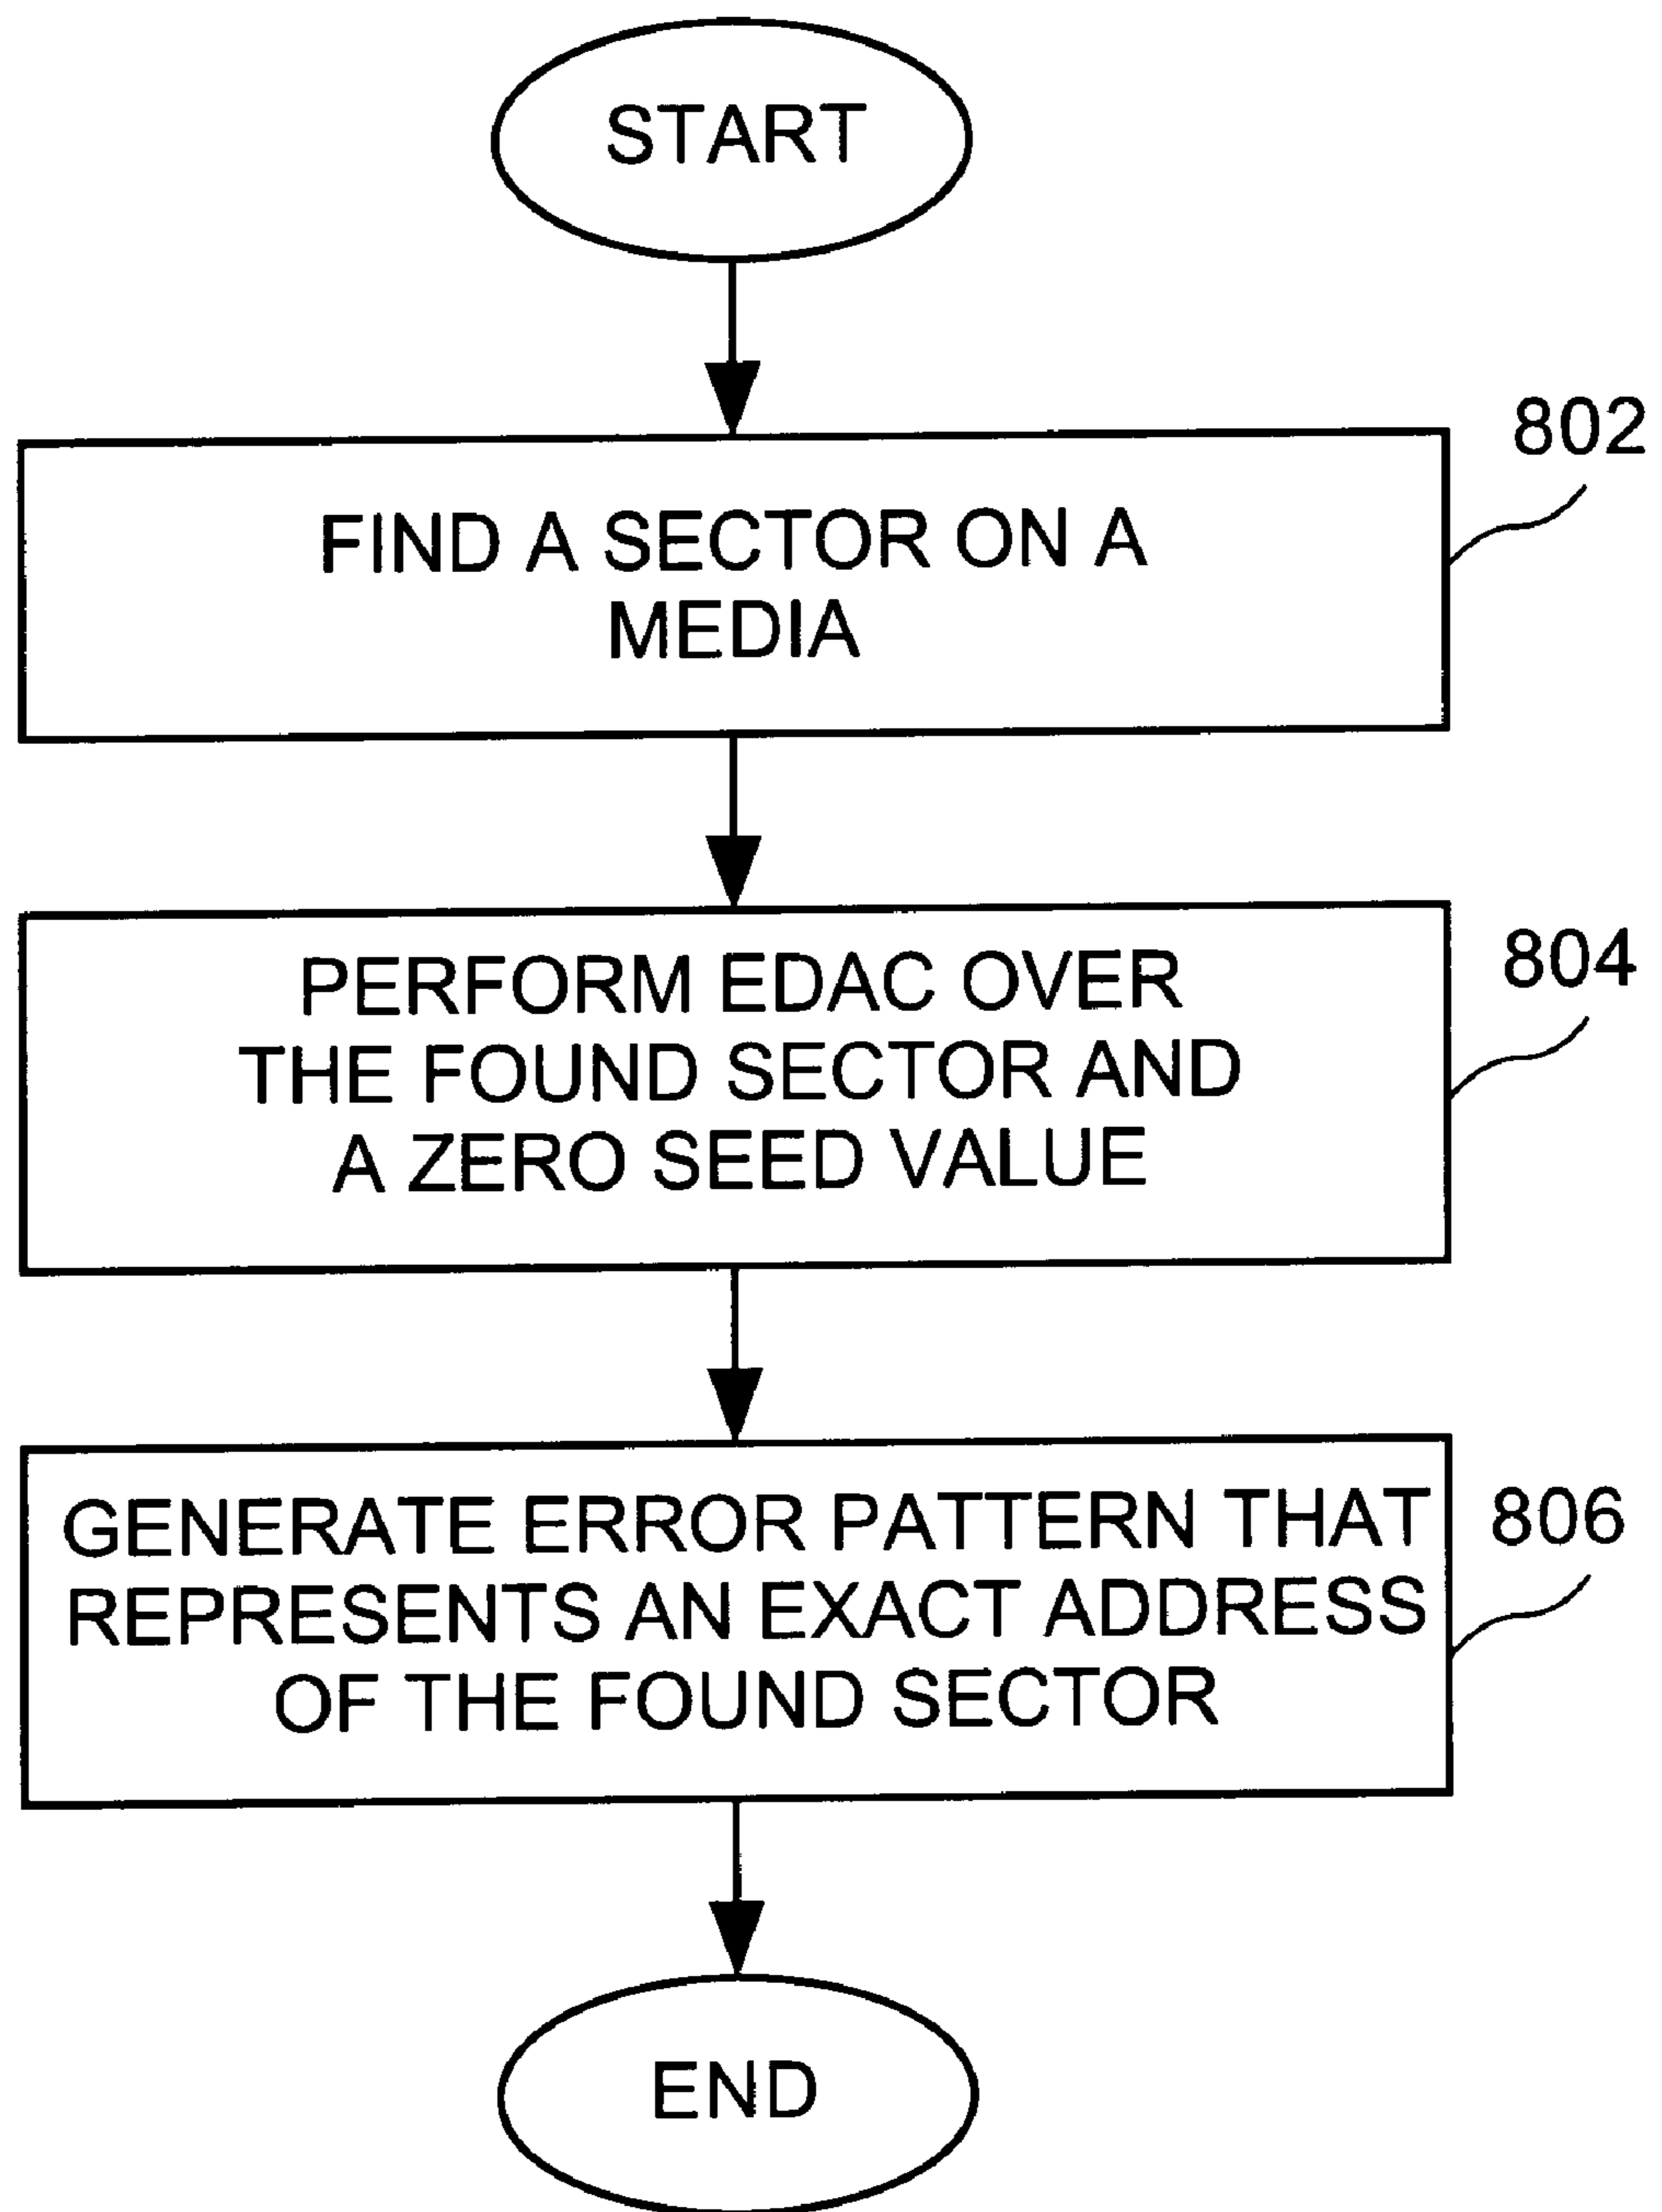 START
802
FIND A SECTOR ON A
MEDIA
804
PERFORM EDAC OVER
THE FOUND SECTOR AND
A ZERO SEED VALUE
806
GENERATE ERROR PATTERN THAT
REPRESENTS AN EXACT ADDRESS
OF THE FOUND SECTOR
END